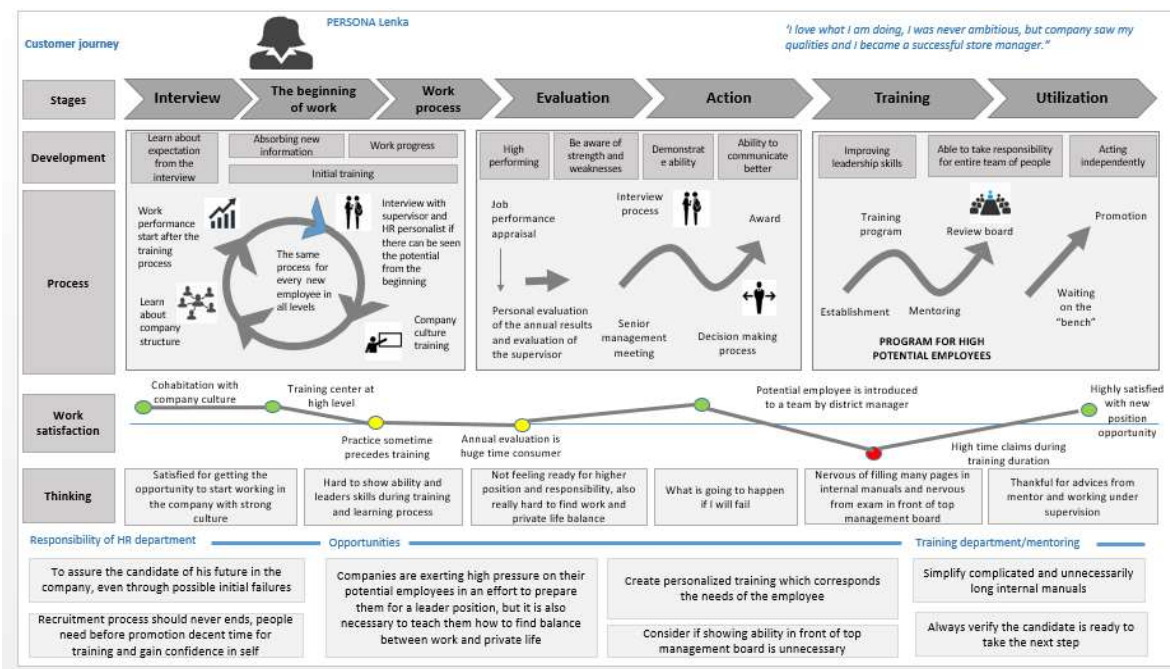 PERSONA Lenka
Customer journey
'I love what I am doing, I was never ambitious, but company saw my
qualities and I became a successful store manager."
Stages
Interview
The beginning
of work
Work
process
Evaluation
Action
Training
Utilization
Development
Learn about
expectation
from the
interview
Absorbing new
information
Work progress
Initial training
High
performing
Be aware of
strength and
weaknesses
Demonstrat
e ability
Ability to
communicate
better
Improving
leadership skills
Able to take responsibility
for entire team of people
Acting
independently
Process
Work
performance
start after the
training
process
Learn
about
company
structure
The same
process for
every new
employee in
all levels
Interview with
supervisor and
HR personalist if
there can be seen
the potential
from the
beginning
Company
culture
training
Job
performance
appraisal
Personal evaluation
of the annual results
and evaluation of
the supervisor
Interview
process
Senior
management
meeting
Award
Decision making
process
Training
program
Establishment
Review board
Mentoring
PROGRAM FOR HIGH
POTENTIAL EMPLOYEES
Promotion
Waiting
on the
"bench"
Work
satisfaction
Cohabitation with
company culture
Training center at
high level
Practice sometime
precedes training
Annual evaluation is
huge time consumer
Potential employee is introduced
to a team by district manager
High time claims during
training duration
Highly satisfied
with new
position
opportunity
Thinking
Satisfied for getting the
opportunity to start working in
the company with strong
culture
Hard to show ability and
leaders skills during training
and learning process
Not feeling ready for higher
position and responsibility, also
really hard to find work and
private life balance
What is going to happen
if I will fail
Nervous of filling many pages in
internal manuals and nervous
from exam in front of top
management board
Thankful for advices from
mentor and working under
supervision
Responsibility of HR department
To assure the candidate of his future in the
company, even through possible initial failures
Recruitment process should never ends, people
need before promotion decent time for
training and gain confidence in self
Opportunities
Companies are exerting high pressure on their
potential employees in an effort to prepare
them for a leader position, but it is also
necessary to teach them how to find balance
between work and private life
Create personalized training which corresponds
the needs of the employee
Consider if showing ability in front of top
management board is unnecessary
Training department/mentoring
Simplify complicated and unnecessarily
long internal manuals
Always verify the candidate is ready to
take the next step